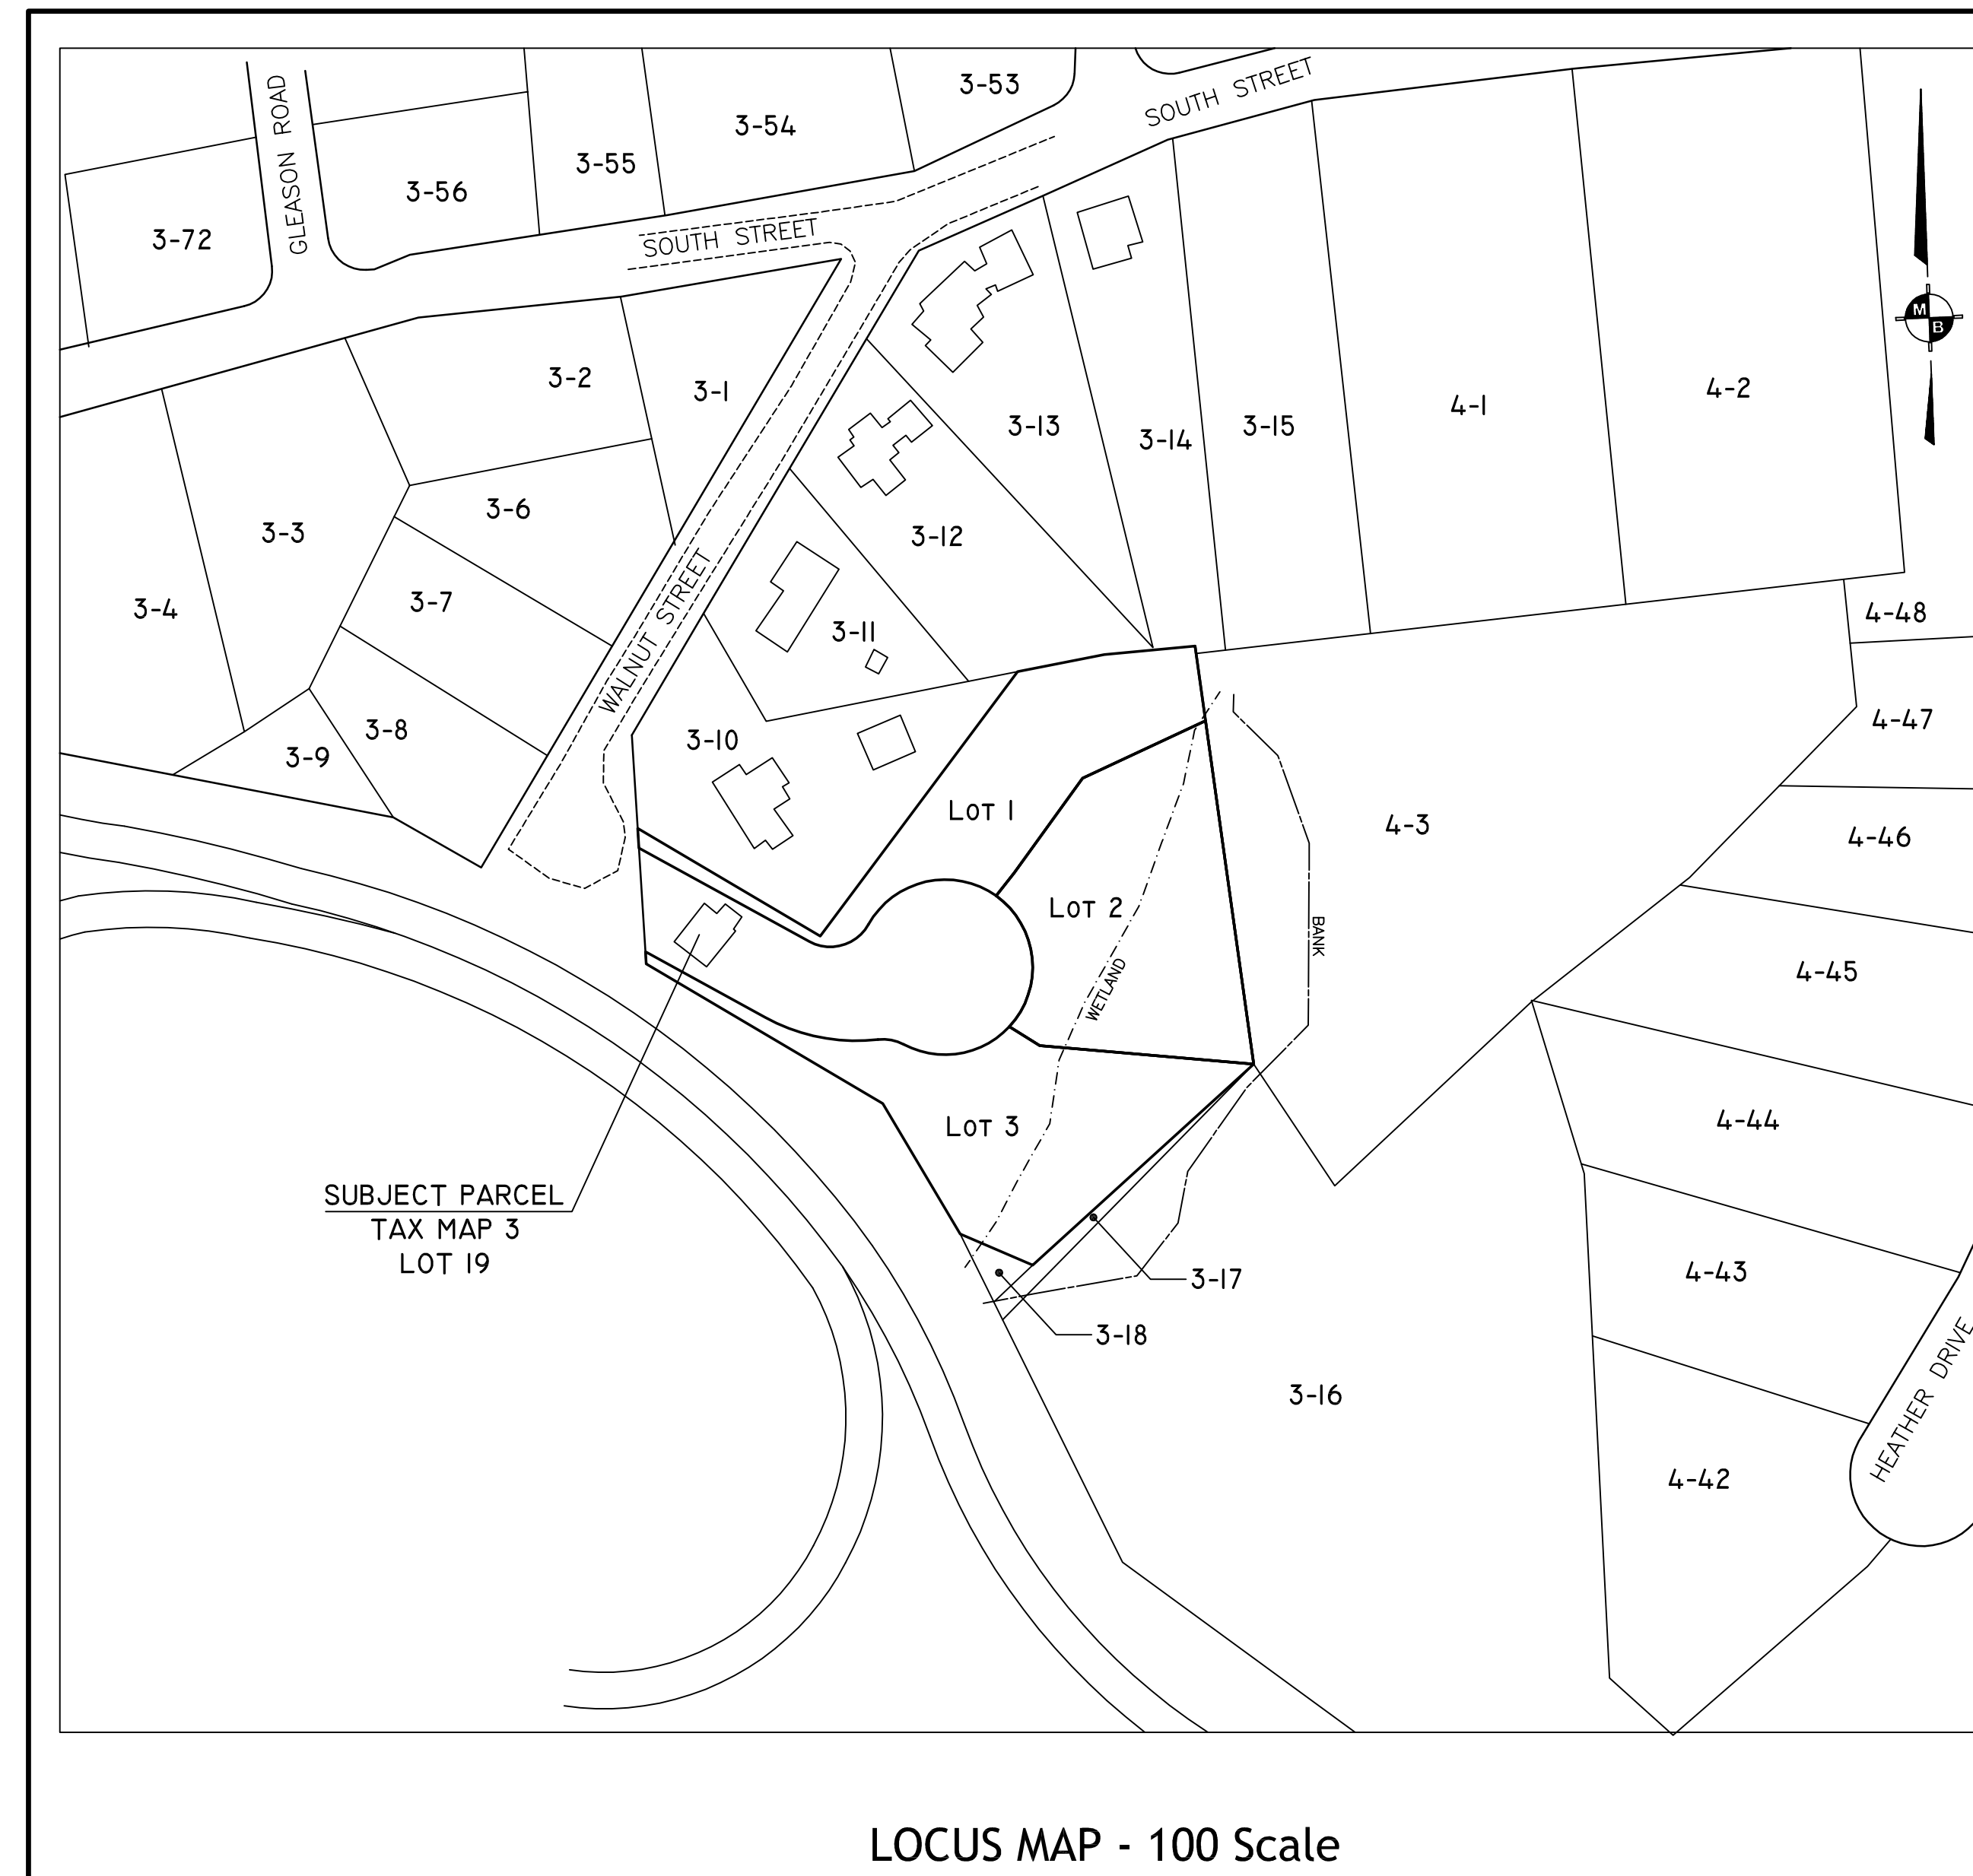 3-53
SOUTH STREET
GLEASON ROAD
3-54
3-55
3-56
3-72
SOUTH STREET
M
B
3-2
3-1
3-13
3-14
3-15
4-1
4-2
3-3
3-6
3-12
3-4
3-7
3-11
4-48
WALNUT STREET
3-10
3-8
3-9
4-47
LOT 1
4-3
4-46
LOT 2
BANK
WETLAND
4-45
LOT 3
4-44
SUBJECT PARCEL
TAX MAP 3
LOT 19
3-17
4-43
3-18
3-16
HEATHER DRIVE
4-42
LOCUS MAP - 100 Scale